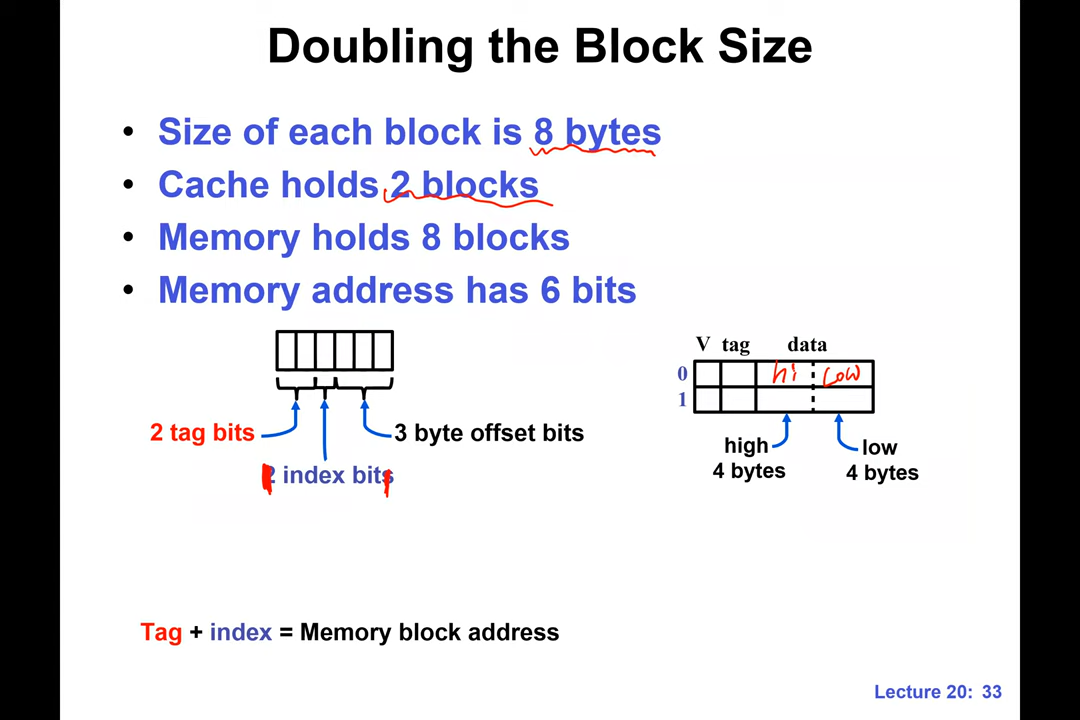 Doubling the Block Size
• Size of each block is 8 bytes
• Cache holds 2 blocks
• Memory holds 8 blocks
• Memory address has 6 bits
V tag data
0 hi Low
1
2 tag bits
3 byte offset bits
index bits
high
4 bytes
low
4 bytes
Tag + index = Memory block address
Lecture 20: 33